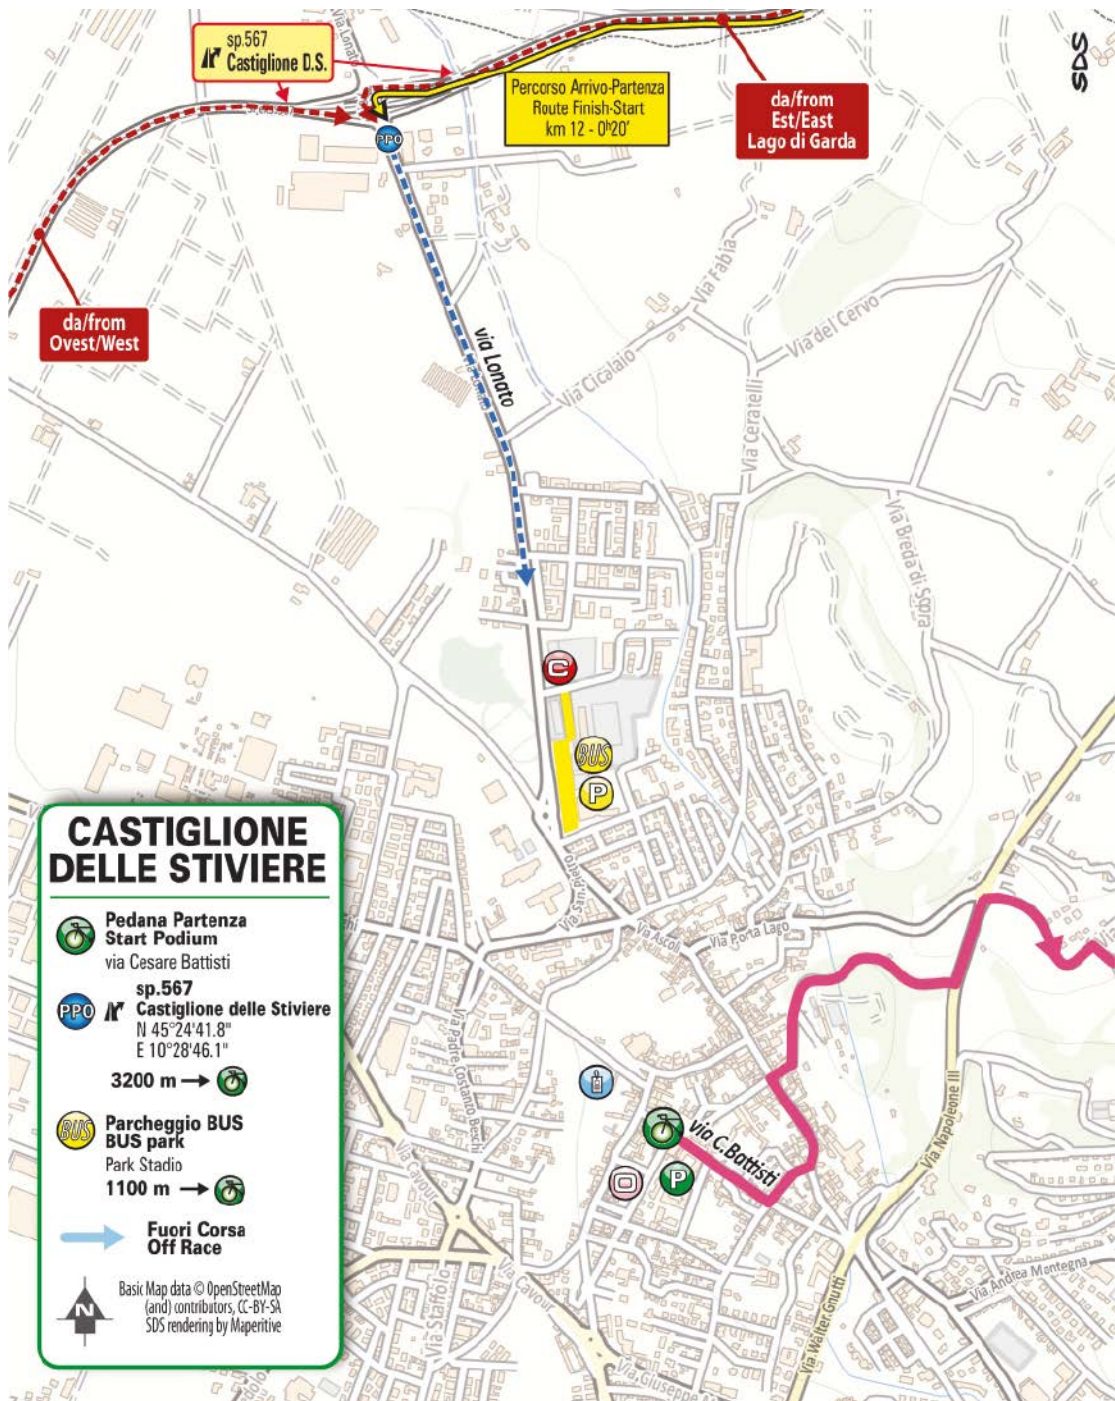 Via Lonato
sp.567
Castiglione D.S.
Percorso Arrivo-Partenza
Route Finish-Start
km 12 - 0h20'
da/from
Est/East
Lago di Garda
SDS
PPO
da/from
Ovest/West
via Lonato
Via Fabia
Via del Cervo
Via Cicalaio
Via Ceratelli
Via Breda di Sopra
C
BUS
P
Via San Pietro
Via Ascoli
Via Porta Lago
Via Padre Costanzo Beschi
via C.Battisti
P
Via Napoleone III
Via Cavour
Via Cavour
Via Staffolo
Via Andrea Mantegna
Via Walter Gnutti
CASTIGLIONE
DELLE STIVIERE
Pedana Partenza
Start Podium
via Cesare Battisti
PPO
sp.567
Castiglione delle Stiviere
N 45°24'41.8"
E 10°28'46.1"
3200 m
BUS
Parcheggio BUS
BUS park
Park Stadio
1100 m
Fuori Corsa
Off Race
N
Basic Map data © OpenStreetMap
(and) contributors, CC-BY-SA
SDS rendering by Maperitive